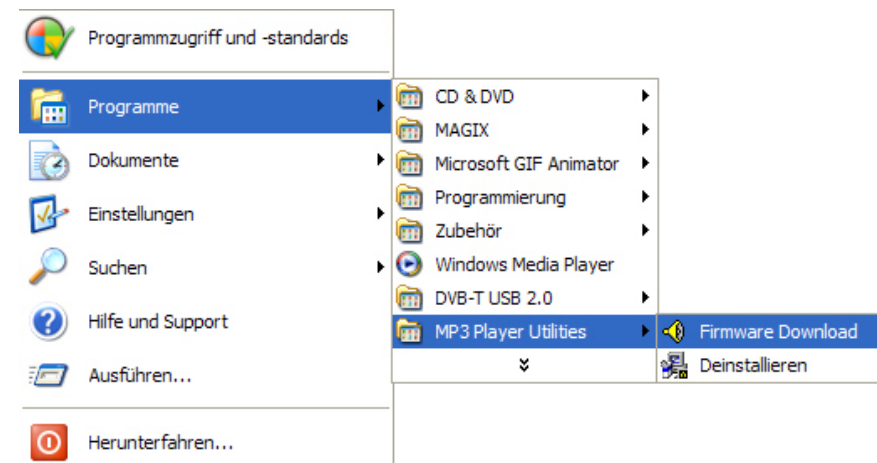 Programmzugriff und -standards
Programme
Dokumente
Einstellungen
Suchen
Hilfe und Support
Ausführen...
Herunterfahren...
CD & DVD
MAGIX
Microsoft GIF Animator
Programmierung
Zubehör
Windows Media Player
DVB-T USB 2.0
MP3 Player Utilities
Firmware Download
Deinstallieren